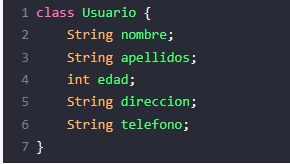 1 class Usuario {
2     String nombre;
3     String apellidos;
4     int edad;
5     String direccion;
6     String telefono;
7 }